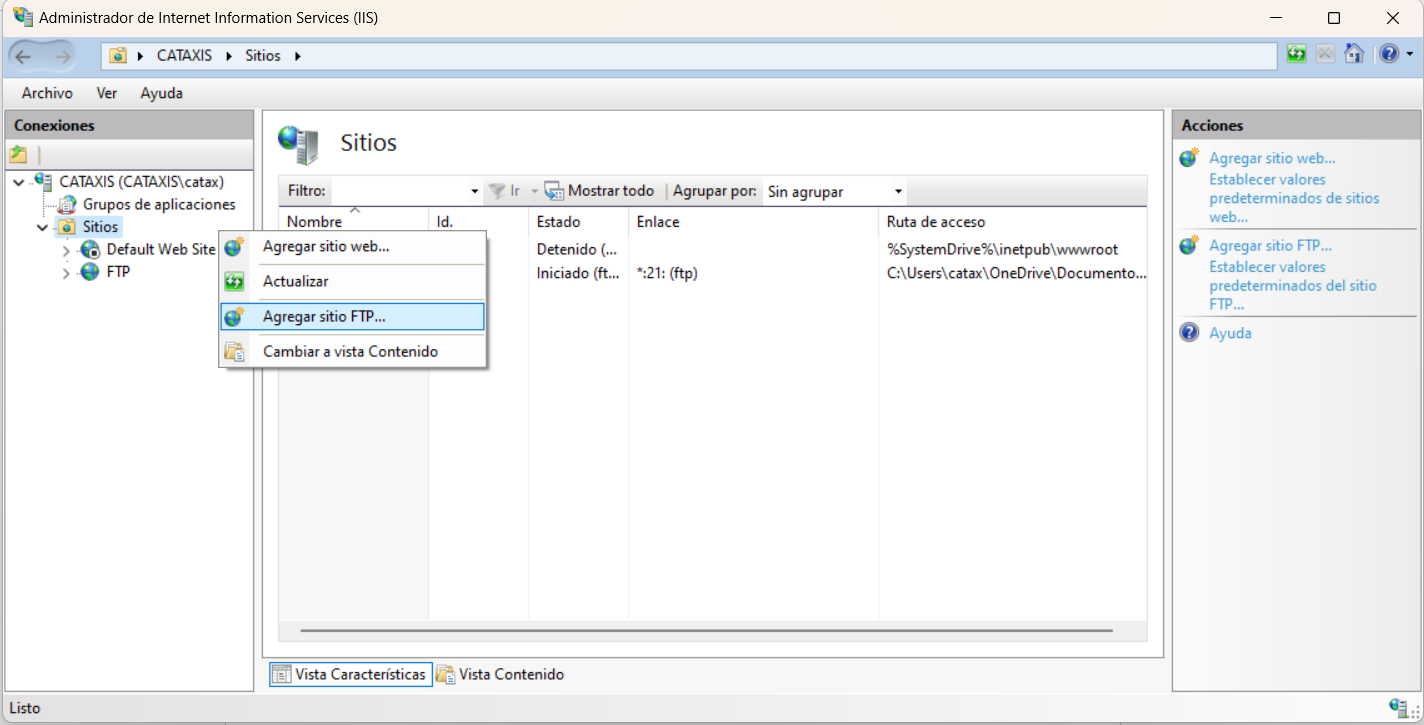 Administrador de Internet Information Services (IIS)
CATAXIS
Sitios
Archivo Ver Ayuda
Conexiones
CATAXIS (CATAXIS\catax)
Grupos de aplicaciones
Sitios
Default Web Site
FTP
Agregar sitio web...
Actualizar
Agregar sitio FTP...
Cambiar a vista Contenido
Sitios
Filtro: Ir Mostrar todo Agrupar por: Sin agrupar
Nombre Id. Estado Enlace Ruta de acceso
Detenido (... %SystemDrive%\inetpub\wwwroot
Iniciado (ft... *:21: (ftp) C:\Users\catax\OneDrive\Documento...
Vista Características Vista Contenido
Acciones
Agregar sitio web...
Establecer valores
predeterminados de sitios
web...
Agregar sitio FTP...
Establecer valores
predeterminados del sitio
FTP...
Ayuda
Listo